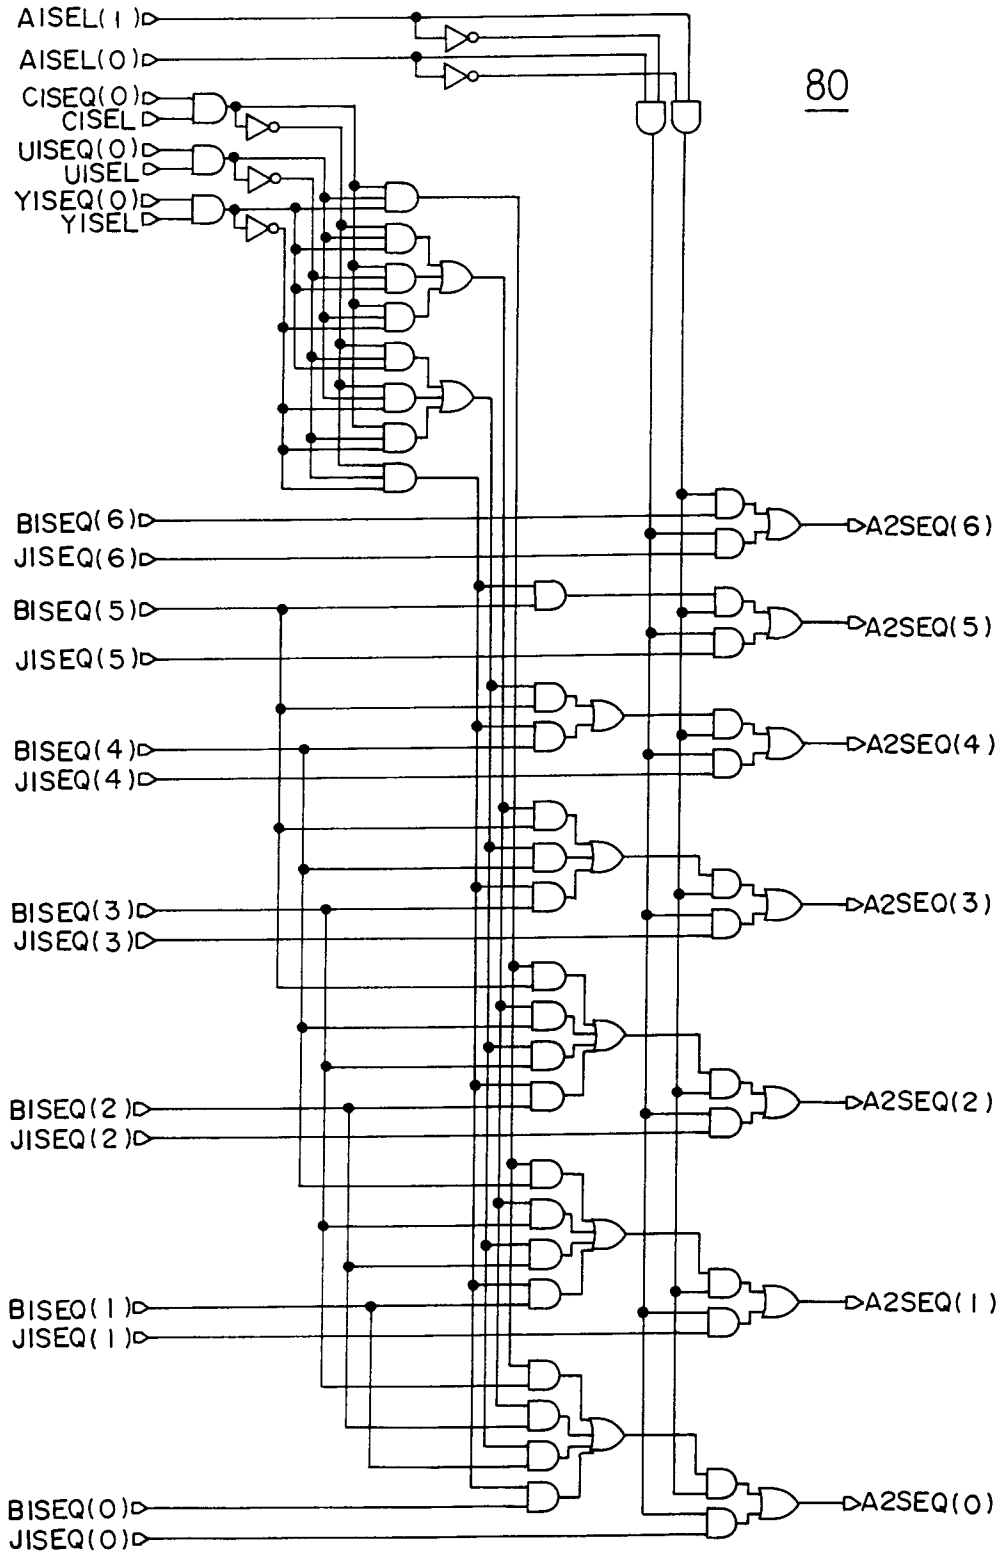 AISEL(1)
AISEL(0)
80
CISEQ(0)
CISEL
UISEQ(0)
UISEL
YISEQ(0)
YISEL
BISEQ(6)
A2SEQ(6)
JISEQ(6)
BISEQ(5)
A2SEQ(5)
JISEQ(5)
BISEQ(4)
A2SEQ(4)
JISEQ(4)
BISEQ(3)
A2SEQ(3)
JISEQ(3)
BISEQ(2)
A2SEQ(2)
JISEQ(2)
BISEQ(1)
A2SEQ(1)
JISEQ(1)
BISEQ(0)
A2SEQ(0)
JISEQ(0)